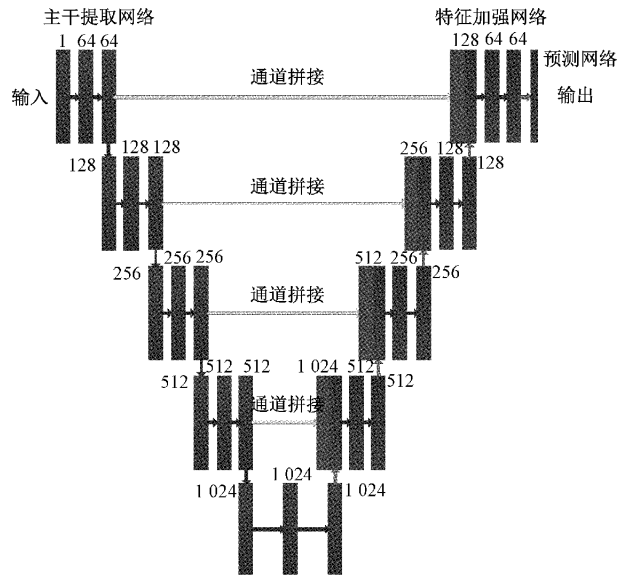 主干提取网络
特征加强网络
1 64 64
128 64 64
预测网络
输入
通道拼接
输出
128 128 128
通道拼接
256 128 128
256 256 256
通道拼接
512 256 256
512 512 512
通道拼接
1 024 512 512
1 024 1 024 1 024